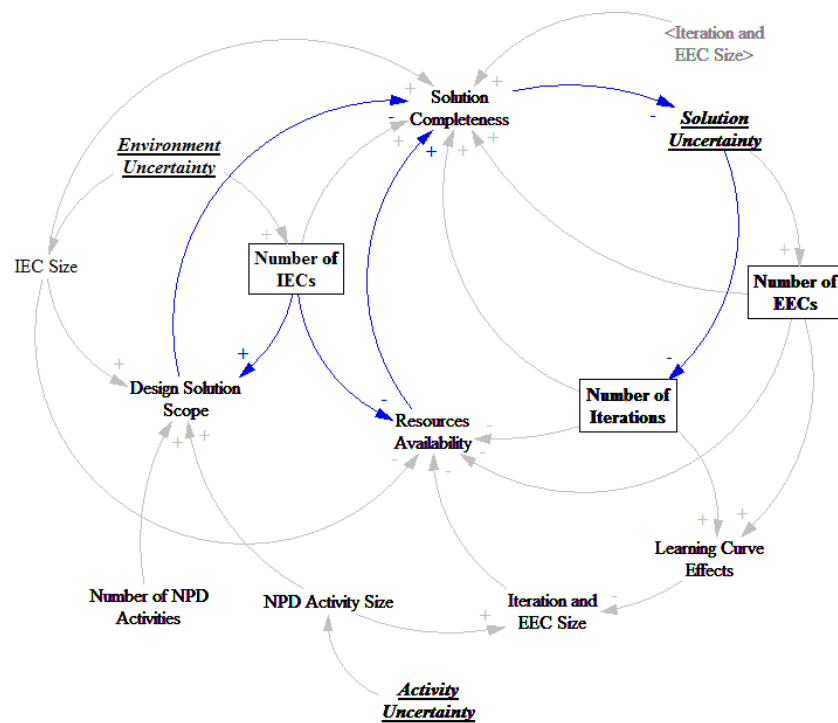 <Iteration and
EEC Size>
Solution
Completeness
Solution
Uncertainty
Environment
Uncertainty
IEC Size
Number of
IECs
Number of
EECs
Design Solution
Scope
Number of
Iterations
Resources
Availability
Learning Curve
Effects
Number of NPD
Activities
NPD Activity Size
Iteration and
EEC Size
Activity
Uncertainty